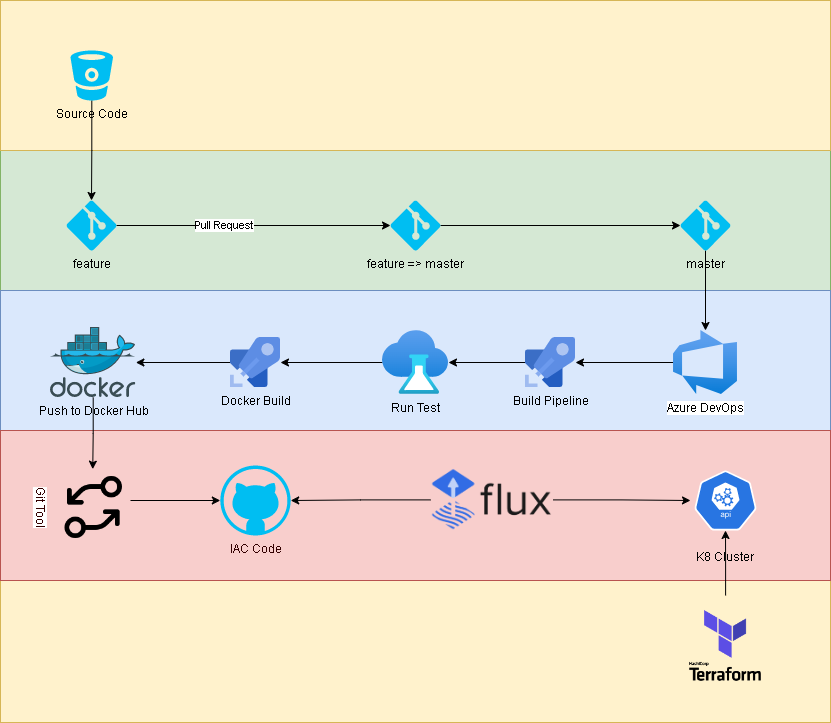 Source Code
Pull Request
feature
feature => master
master
docker
Push to Docker Hub
Docker Build
Run Test
Build Pipeline
Azure DevOps
Git Tool
IAC Code
flux
api
K8 Cluster
HashiCorp
Terraform